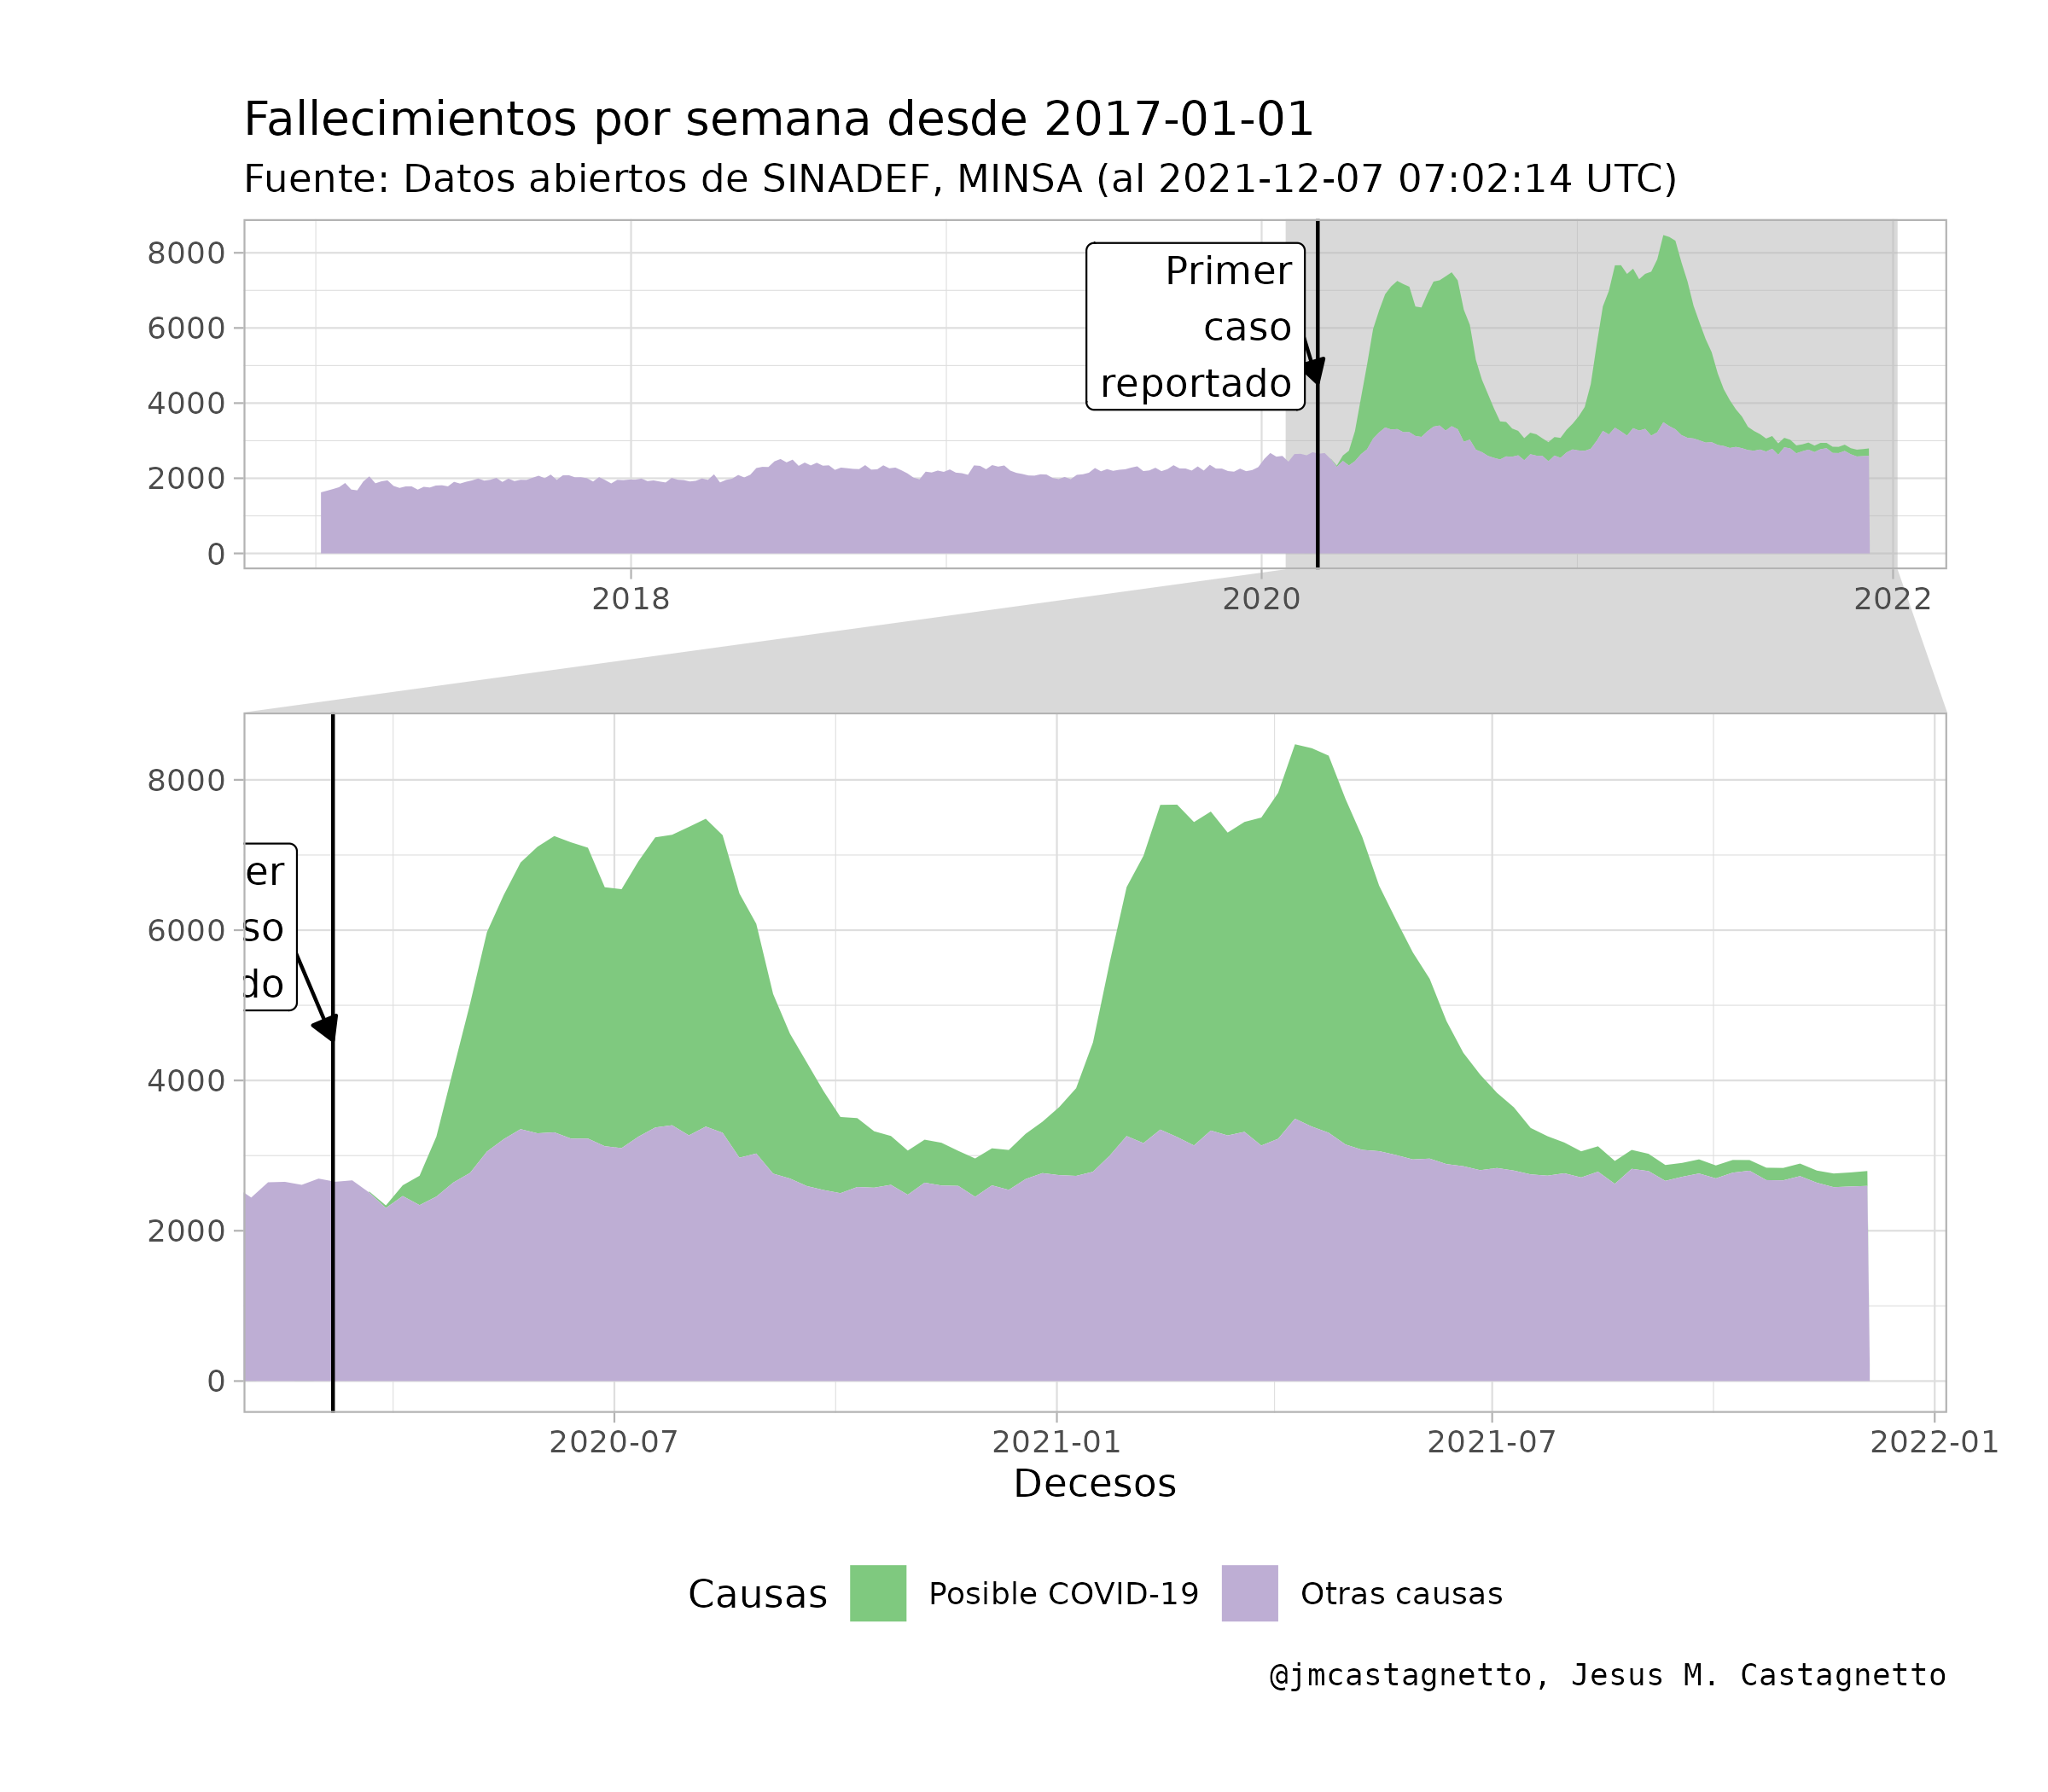 Fallecimientos por semana desde 2017-01-01
Fuente: Datos abiertos de SINADEF, MINSA (al 2021-12-07 07:02:14 UTC)
8000
6000
4000
2000
0
Primer
caso
reportado
2018
2020
2022
8000
6000
4000
2000
0
er
so
do
2020-07
2021-01
2021-07
2022-01
Decesos
Causas
Posible COVID-19
Otras causas
@jmcastagnetto, Jesus M. Castagnetto